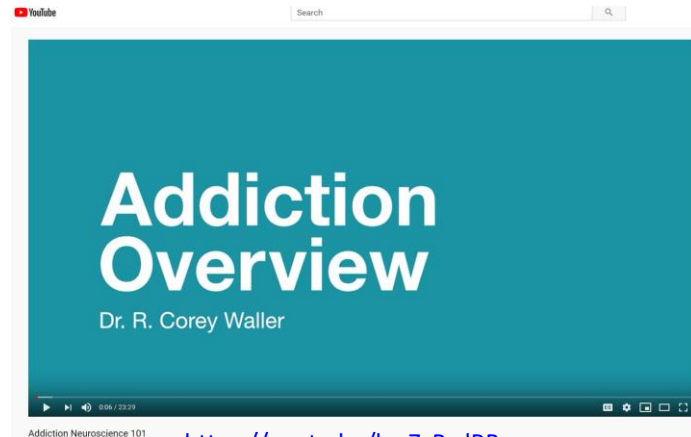 YouTube
Search
Addiction
Overview
Dr. R. Corey Waller
0:06 / 23:29
Addiction Neuroscience 101